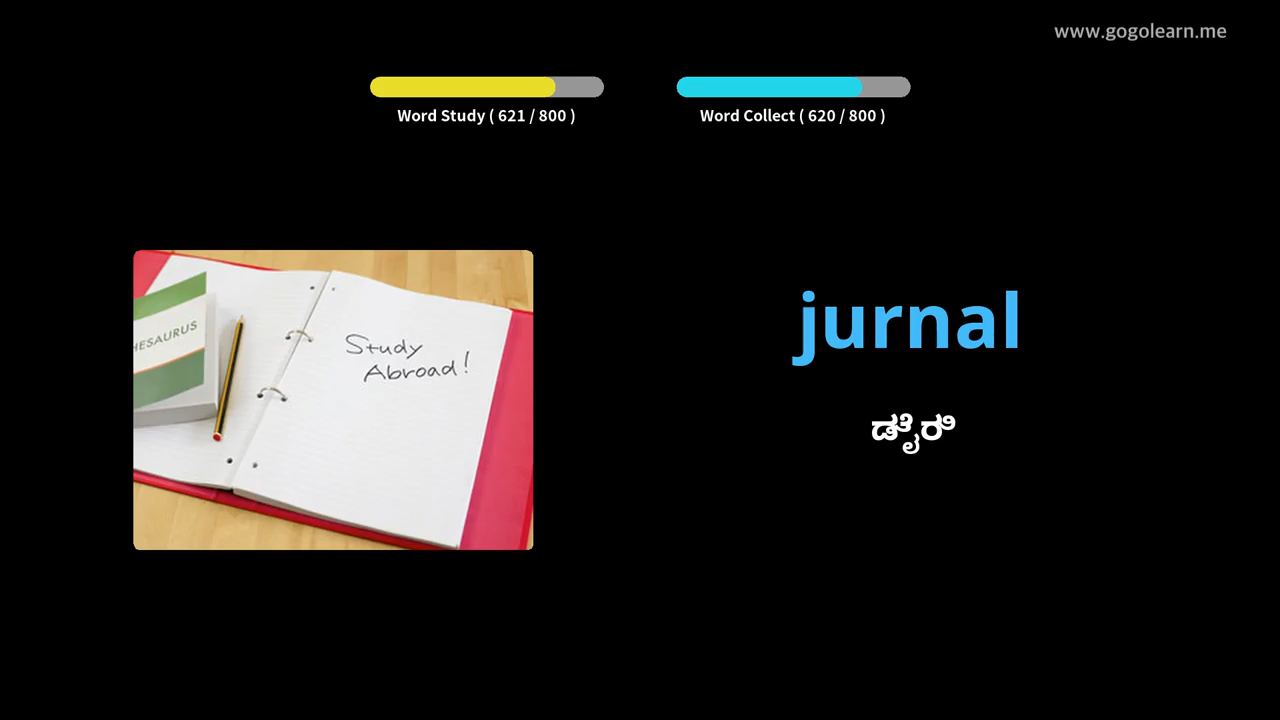 www.gogolearn.me
Word Study ( 621 / 800 )
Word Collect ( 620 / 800 )
HESAURUS
Study
Abroad!
jurnal
ಡೈರಿ